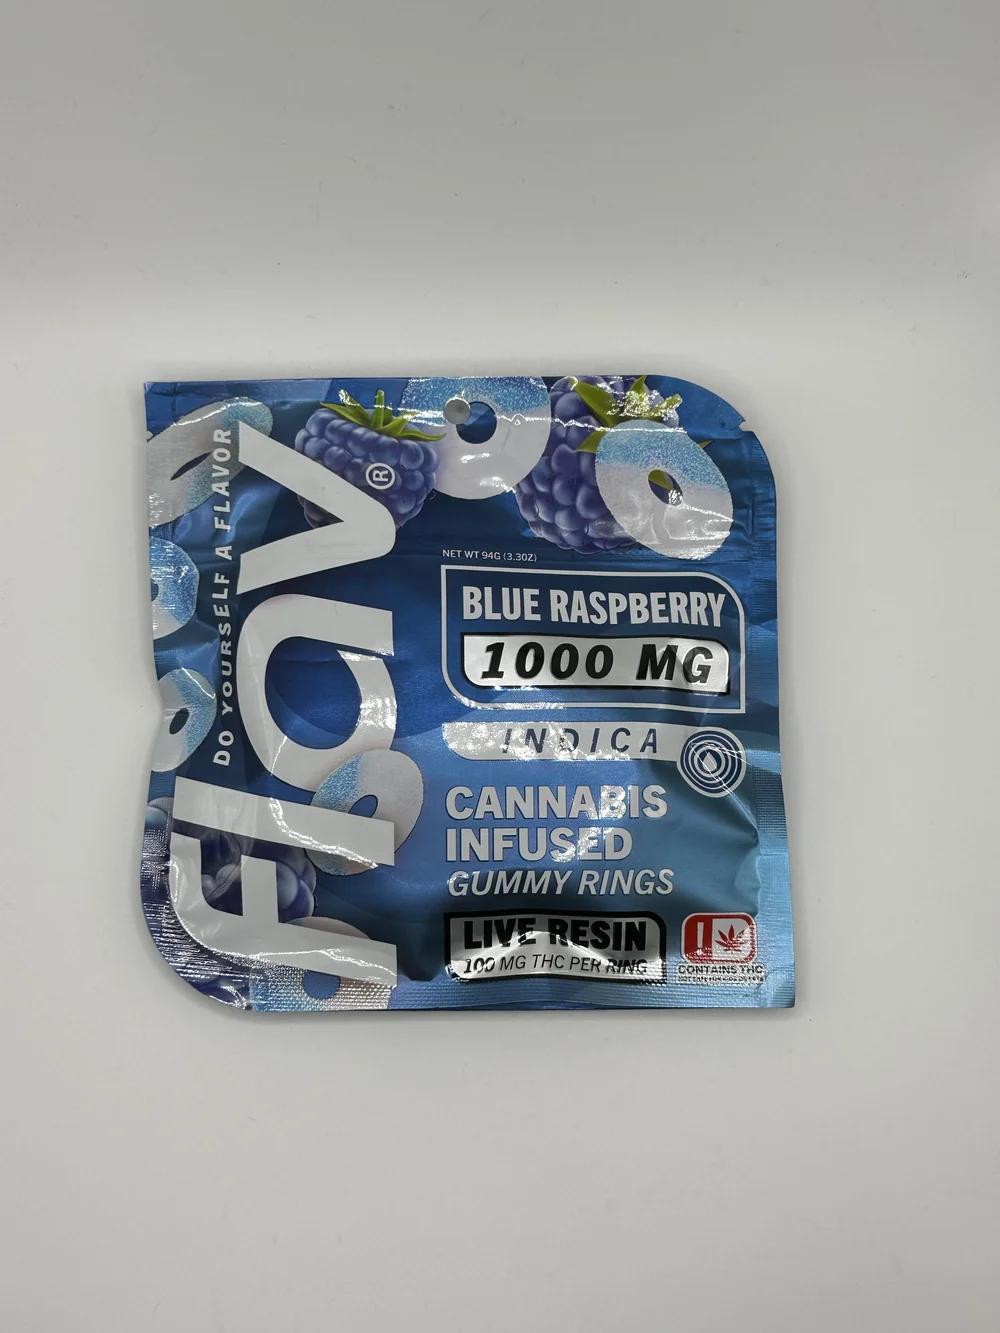 flav®
DO YOURSELF A FLAVOR
NET WT 94G (3.3OZ)
BLUE RASPBERRY
1000 MG
INDICA
CANNABIS
INFUSED
GUMMY RINGS
LIVE RESIN
100 MG THC PER RING
!
CONTAINS THC